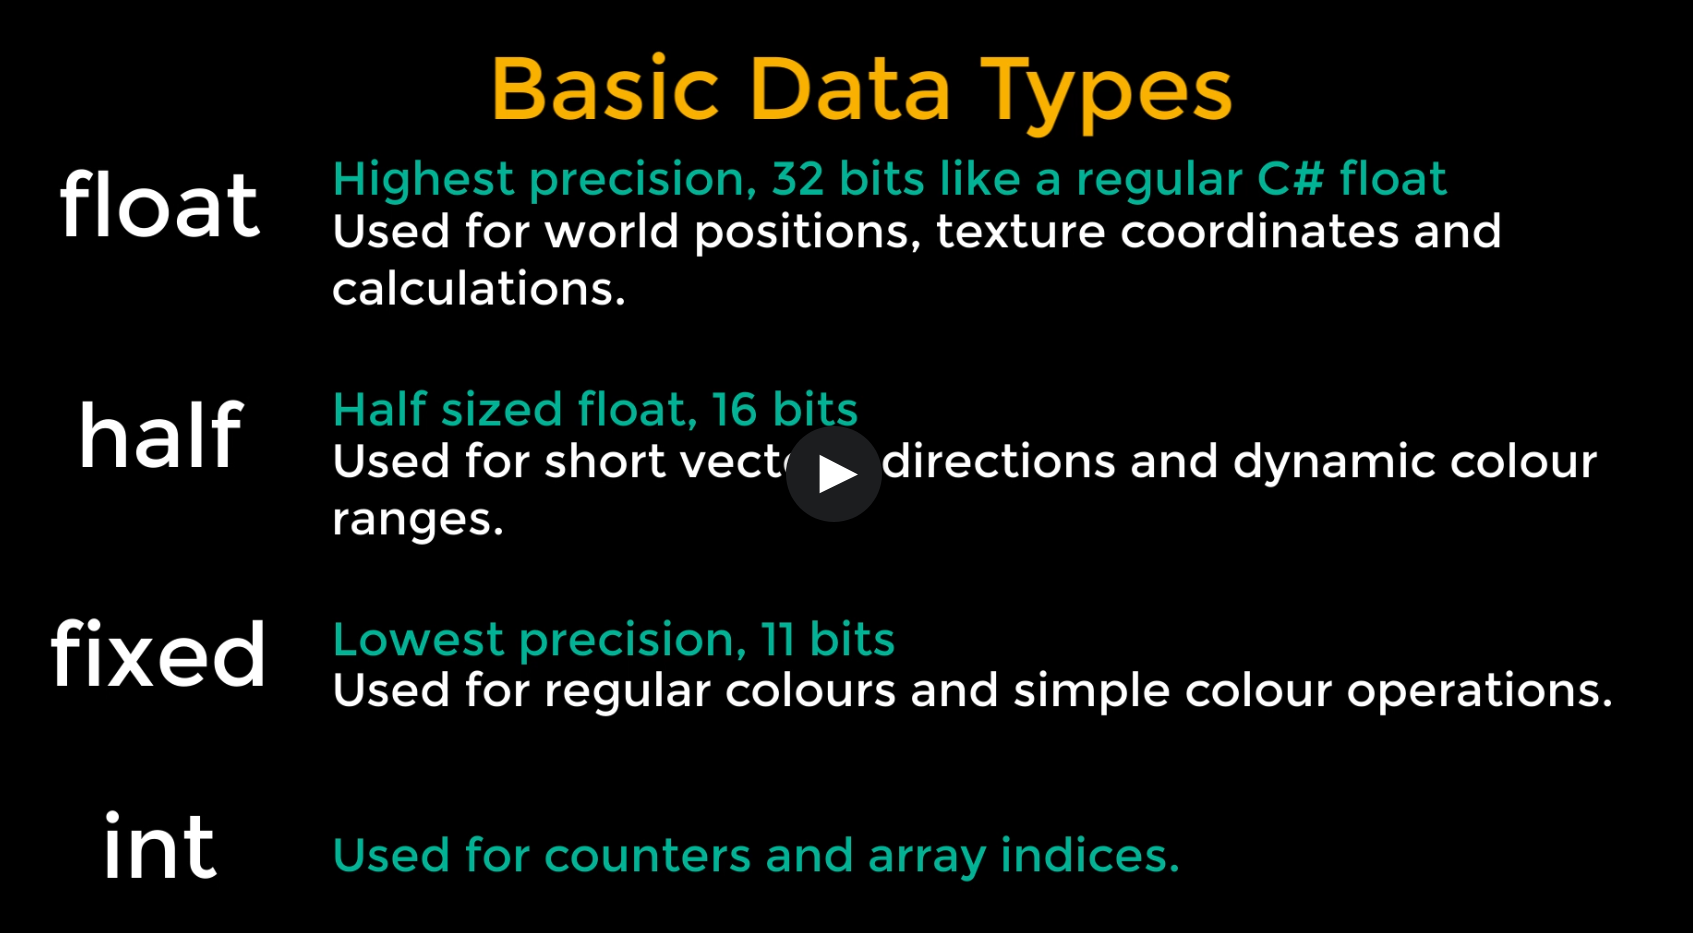 Basic Data Types
float
Highest precision, 32 bits like a regular C# float
Used for world positions, texture coordinates and
calculations.
half
Half sized float, 16 bits
Used for short directions and dynamic colour
ranges.
fixed
Lowest precision, 11 bits
Used for regular colours and simple colour operations.
int
Used for counters and array indices.